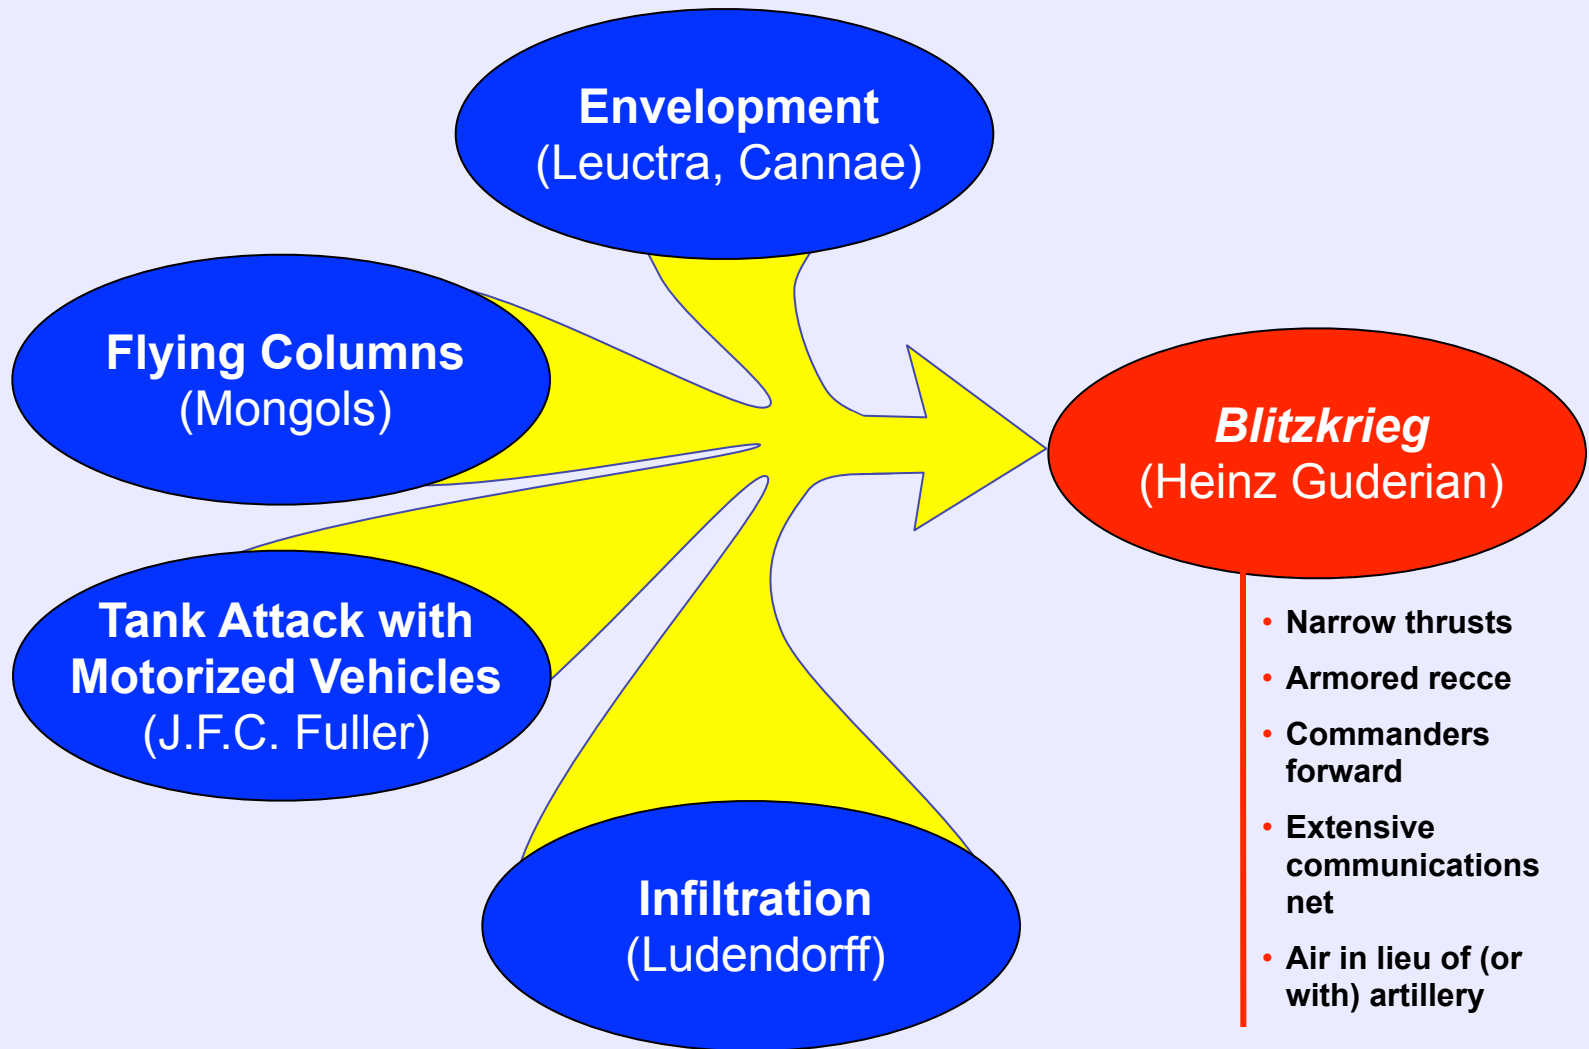 Envelopment
(Leuctra, Cannae)
Flying Columns
(Mongols)
Tank Attack with
Motorized Vehicles
(J.F.C. Fuller)
Infiltration
(Ludendorff)
Blitzkrieg
(Heinz Guderian)
• Narrow thrusts
• Armored recce
• Commanders
forward
• Extensive
communications
net
• Air in lieu of (or
with) artillery